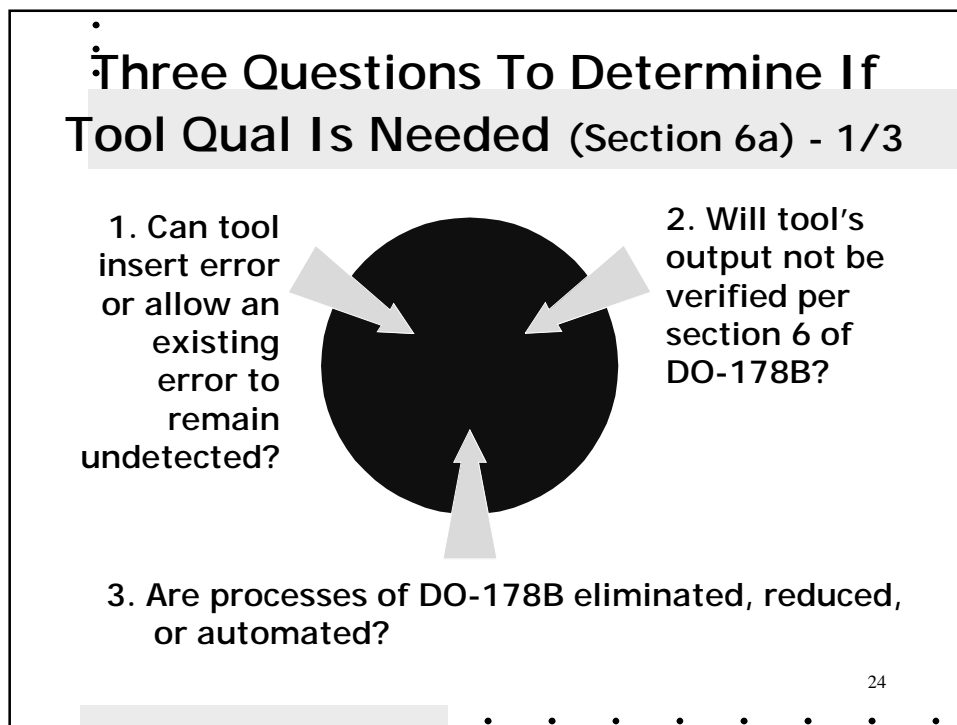 Three Questions To Determine If
Tool Qual Is Needed (Section 6a) - 1/3
1. Can tool
insert error
or allow an
existing
error to
remain
undetected?
2. Will tool's
output not be
verified per
section 6 of
DO-178B?
3. Are processes of DO-178B eliminated, reduced,
or automated?
24